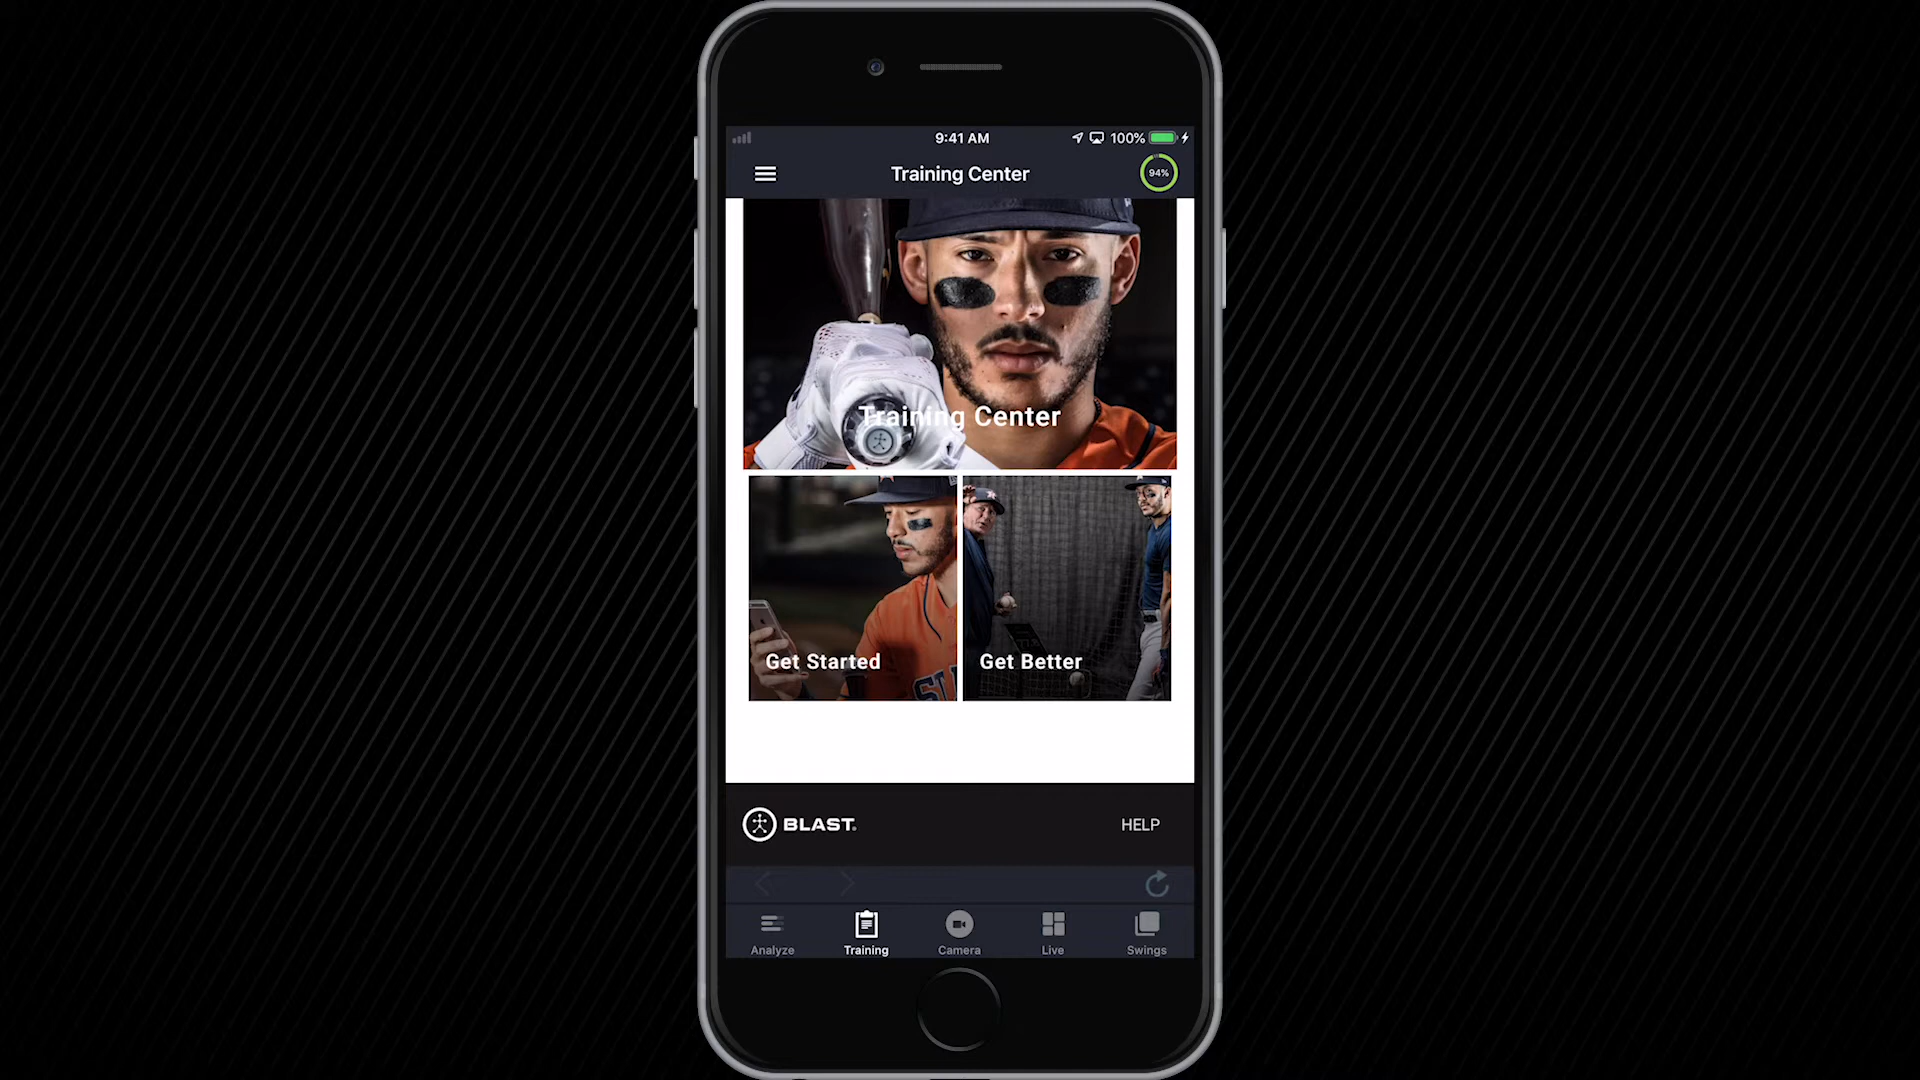 9:41 AM
100%
Training Center
94%
Training Center
Get Started
Get Better
BLAST®
HELP
Analyze
Training
Camera
Live
Swings